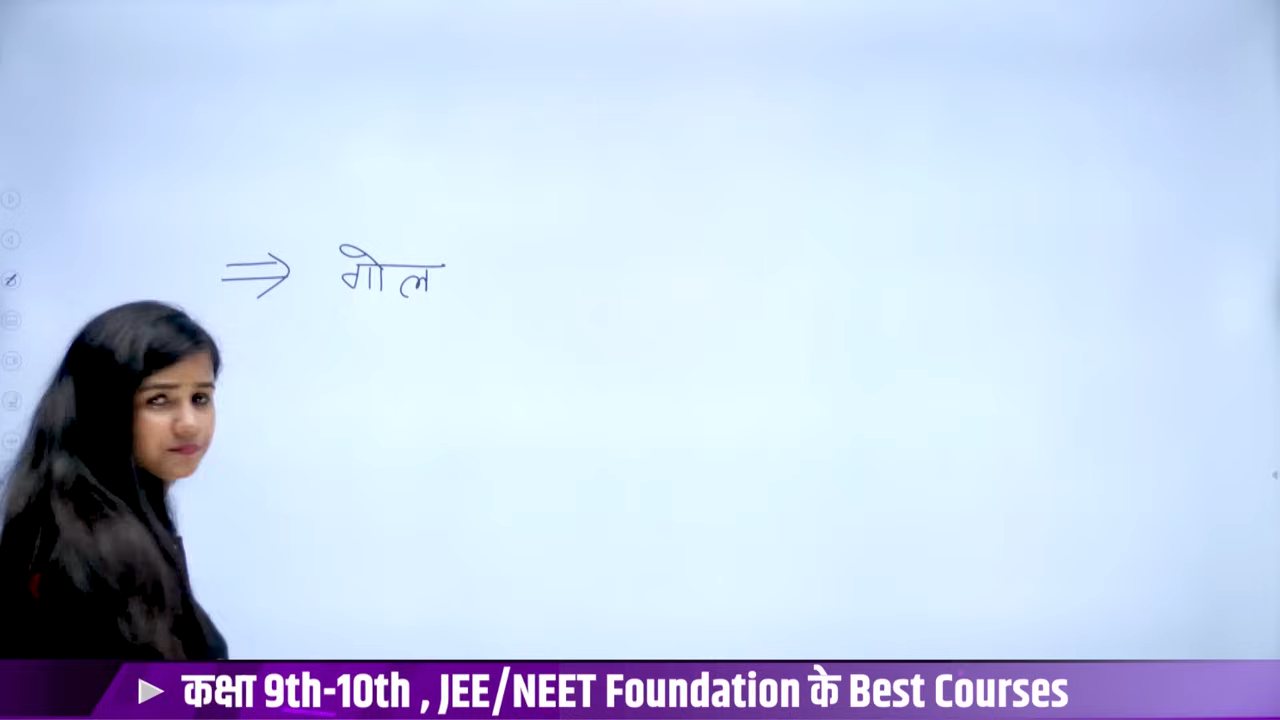 ⇒ गोल
कक्षा 9th-10th , JEE/NEET Foundation के Best Courses